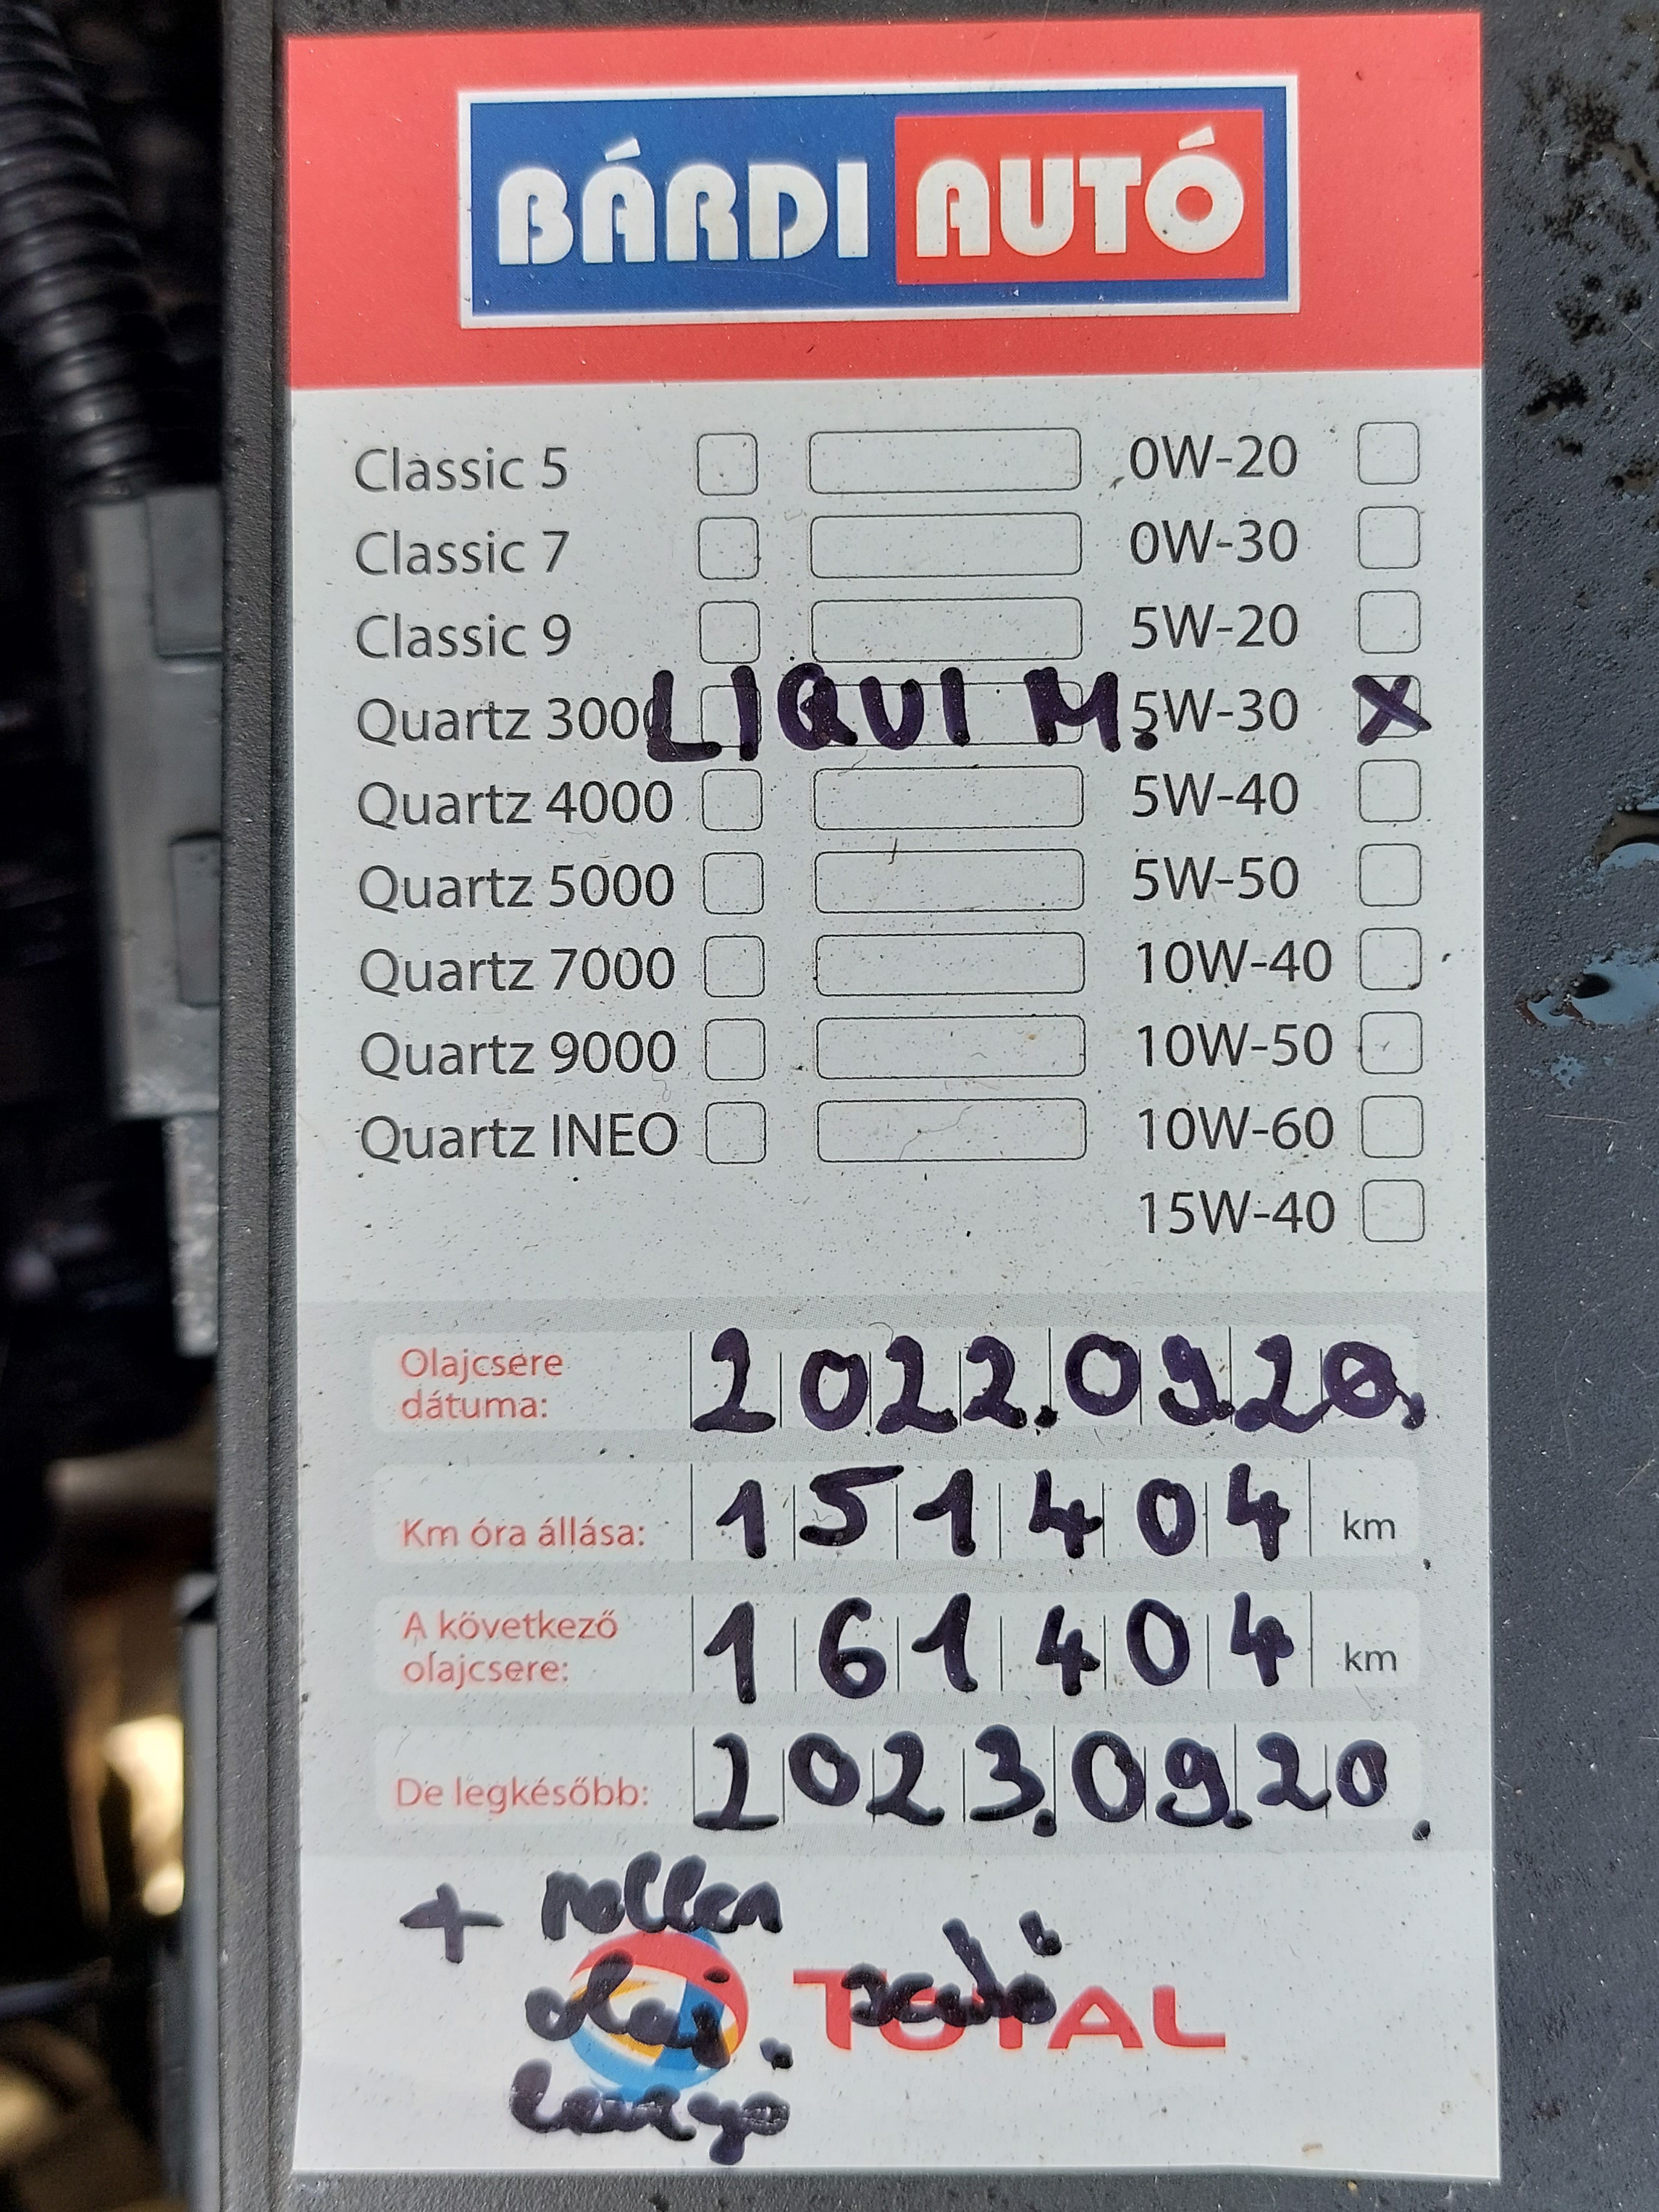 BÁRDI AUTÓ
Classic 5 0W-20
Classic 7 0W-30
Classic 9 5W-20
Quartz 3000 LIQUI M. 5W-30 X
Quartz 4000 5W-40
Quartz 5000 5W-50
Quartz 7000 10W-40
Quartz 9000 10W-50
Quartz INEO 10W-60
15W-40
Olajcsere
dátuma: 2022.09.20.
Km óra állása: 151404 km
A következő
olajcsere: 161404 km
De legkésőbb: 2023.09.20.
+ pollen
olaj. szűrő
levegő
TOTAL